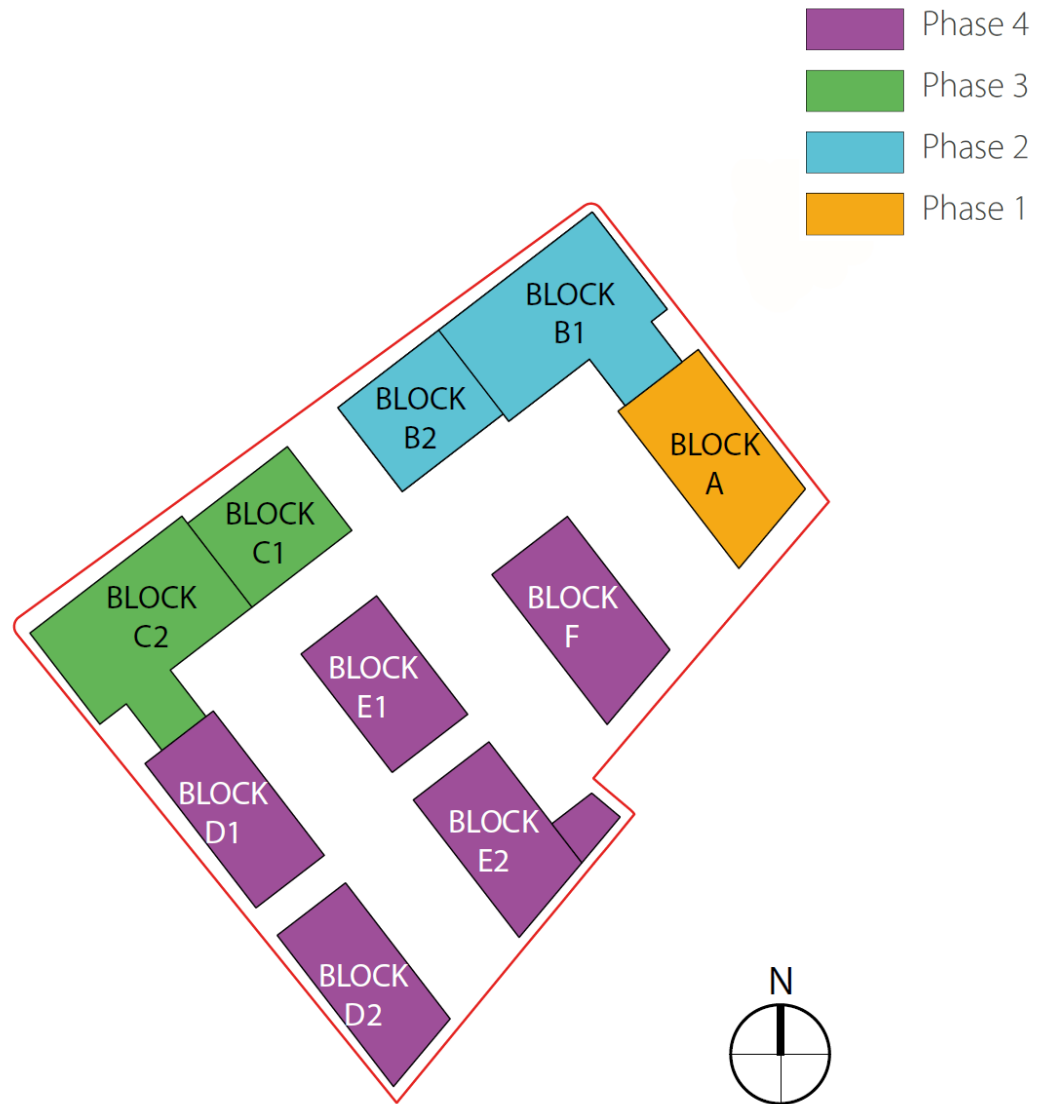 Phase 4
Phase 3
Phase 2
Phase 1
BLOCK
B1
BLOCK
B2
BLOCK
A
BLOCK
C1
BLOCK
C2
BLOCK
F
BLOCK
E1
BLOCK
D1
BLOCK
E2
BLOCK
D2
N